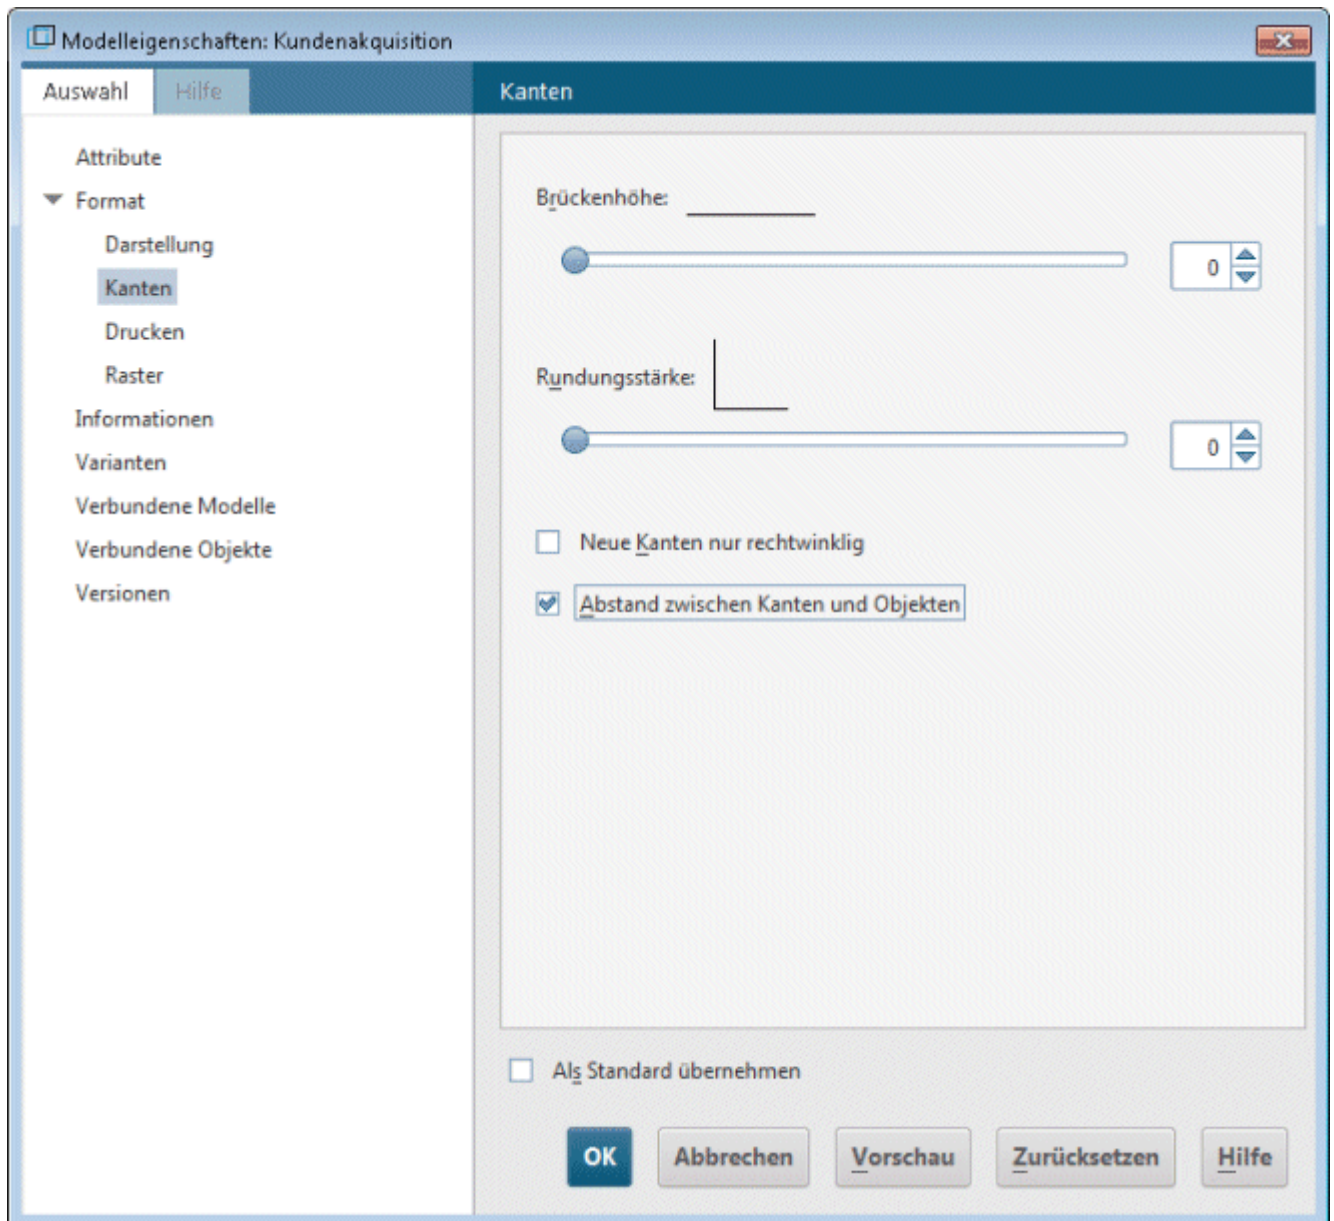 Modelleigenschaften: Kundenakquisition
Auswahl Hilfe
Kanten
Attribute
Format
Darstellung
Kanten
Drucken
Raster
Informationen
Varianten
Verbundene Modelle
Verbundene Objekte
Versionen
Brückenhöhe:
0
Rundungsstärke:
0
Neue Kanten nur rechtwinklig
Abstand zwischen Kanten und Objekten
Als Standard übernehmen
OK Abbrechen Vorschau Zurücksetzen Hilfe